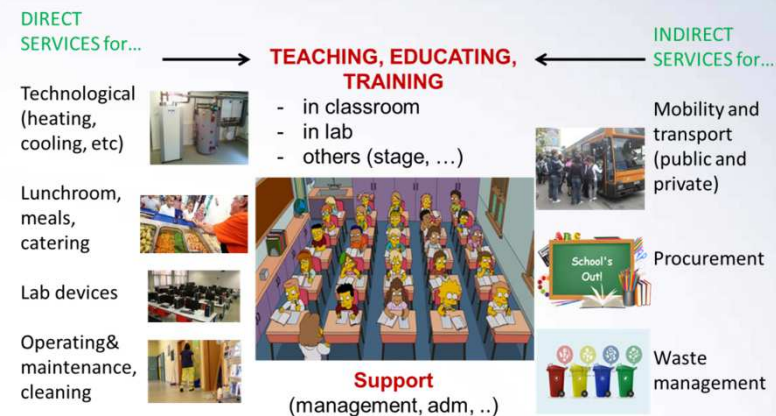 DIRECT
SERVICES for...
Technological
(heating,
cooling, etc)
Lunchroom,
meals,
catering
Lab devices
Operating&
maintenance,
cleaning
TEACHING, EDUCATING,
TRAINING
- in classroom
- in lab
- others (stage, ...)
Support
(management, adm, ..)
INDIRECT
SERVICES for...
Mobility and
transport
(public and
private)
School's
Out!
Procurement
Waste
management